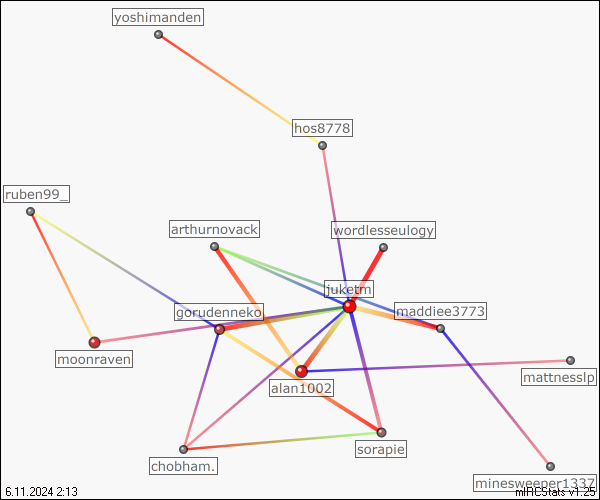 yoshimanden
hos8778
ruben99_
arthurnovack
wordlesseulogy
juketm
gorudenneko.
maddiee3773
moonraven
mattnesslp
alan1002
sorapie
chobham.
minesweeper1337
6.11.2024 2:13
mIRCStats v1.25